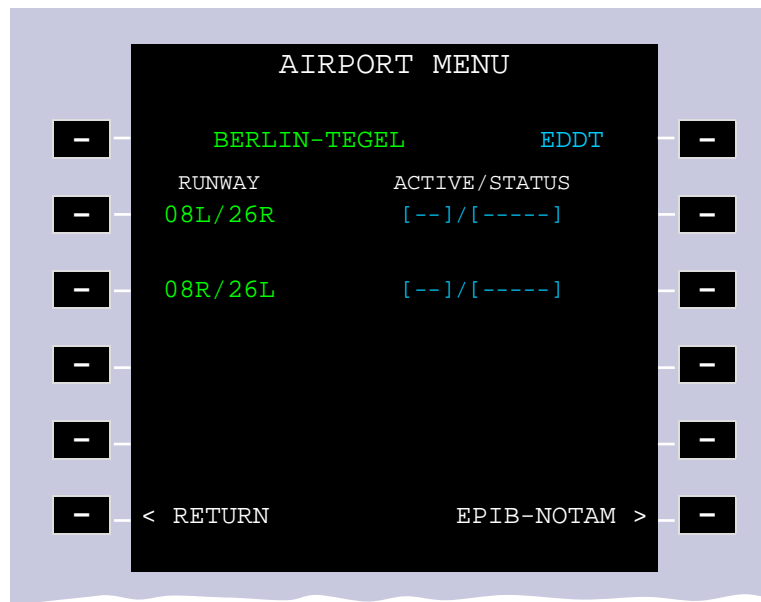 AIRPORT MENU
BERLIN-TEGEL EDDT
RUNWAY ACTIVE/STATUS
08L/26R [--]/[-----]
08R/26L [--]/[-----]
< RETURN EPIB-NOTAM >